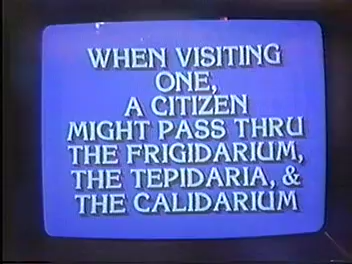 WHEN VISITING
ONE,
A CITIZEN
MIGHT PASS THRU
THE FRIGIDARIUM,
THE TEPIDARIA, &
THE CALIDARIUM